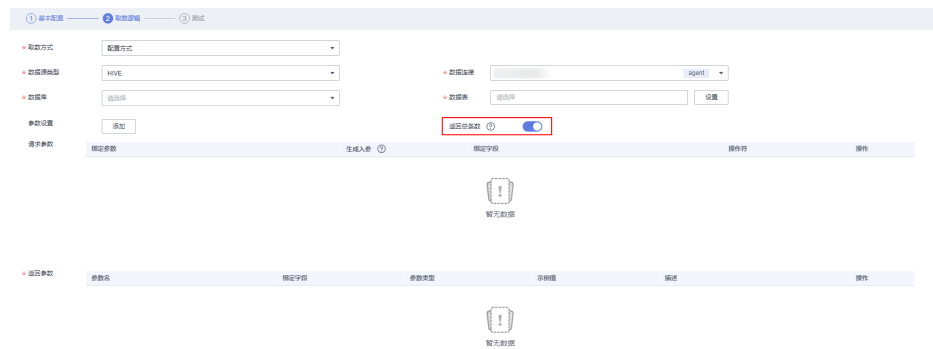 1 基本配置 2 取数逻辑 3 测试
* 取数方式 配置方式
* 数据源类型 HIVE * 数据连接 agent
* 数据库 请选择 * 数据表 请选择 设置
参数设置 添加 返回总条数 ?
请求参数 绑定参数 生成入参 ? 绑定字段 操作符 操作
暂无数据
* 返回参数 参数名 绑定字段 参数类型 示例值 描述 操作
暂无数据